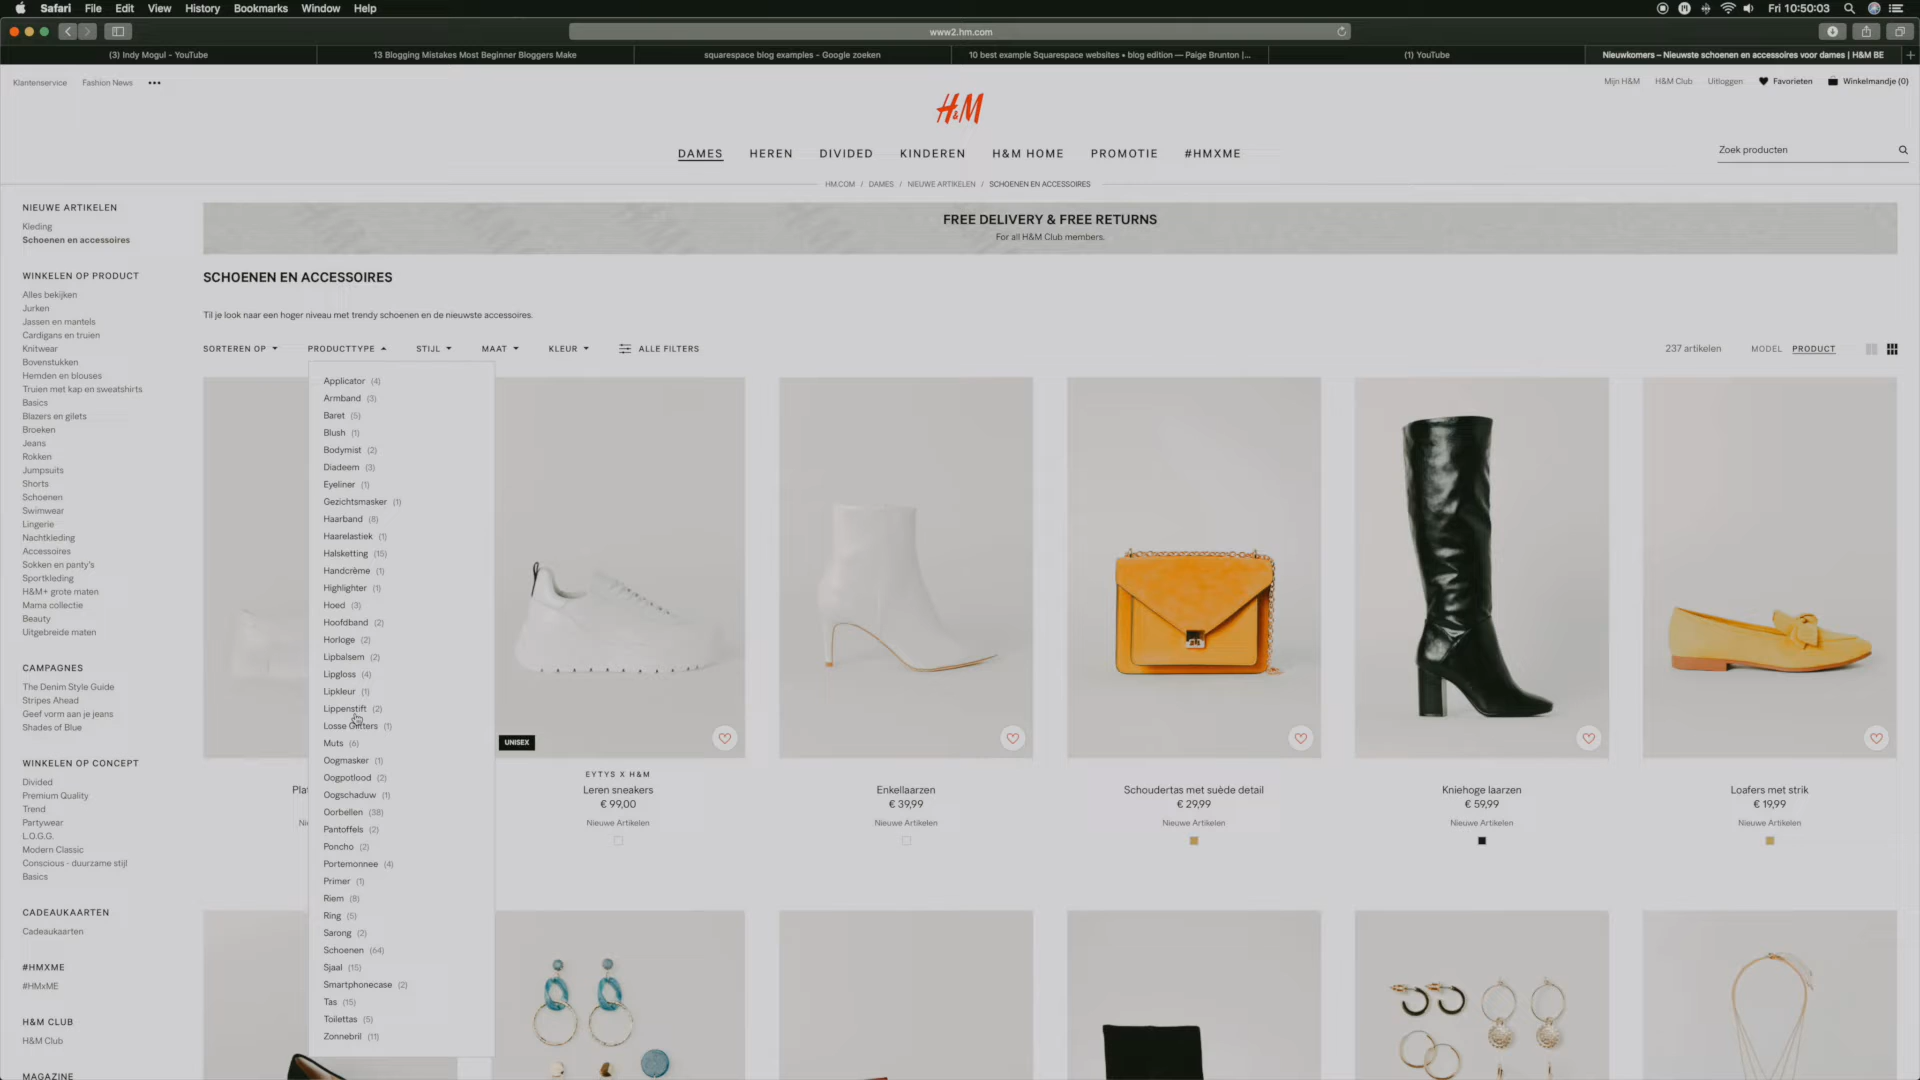 Safari File Edit View History Bookmarks Window Help
Fri 10:50:03
www2.hm.com
(3) Indy Mogul - YouTube
13 Blogging Mistakes Most Beginner Bloggers Make
squarespace blog examples - Google zoeken
10 best example Squarespace websites • blog edition — Paige Brunton |...
(1) YouTube
Nieuwkomers – Nieuwste schoenen en accessoires voor dames | H&M BE
Klantenservice Fashion News •••
Mijn H&M H&M Club Uitloggen Favorieten Winkelmandje (0)
H&M
DAMES HEREN DIVIDED KINDEREN H&M HOME PROMOTIE #HMXME
Zoek producten
HM.COM / DAMES / NIEUWE ARTIKELEN / SCHOENEN EN ACCESSOIRES
NIEUWE ARTIKELEN
Kleding
Schoenen en accessoires
WINKELEN OP PRODUCT
Alles bekijken
Jurken
Jassen en mantels
Cardigans en truien
Knitwear
Bovenstukken
Hemden en blouses
Truien met kap en sweatshirts
Basics
Blazers en gilets
Broeken
Jeans
Rokken
Jumpsuits
Shorts
Schoenen
Swimwear
Lingerie
Nachtkleding
Accessoires
Sokken en panty's
Sportkleding
H&M+ grote maten
Mama collectie
Beauty
Uitgebreide maten
CAMPAGNES
The Denim Style Guide
Stripes Ahead
Geef vorm aan je jeans
Shades of Blue
WINKELEN OP CONCEPT
Divided
Premium Quality
Trend
Partywear
L.O.G.G.
Modern Classic
Conscious - duurzame stijl
Basics
CADEAUKAARTEN
Cadeaukaarten
#HMXME
#HMxME
H&M CLUB
H&M Club
MAGAZINE
FREE DELIVERY & FREE RETURNS
For all H&M Club members.
SCHOENEN EN ACCESSOIRES
Til je look naar een hoger niveau met trendy schoenen en de nieuwste accessoires.
SORTEREN OP PRODUCTTYPE STIJL MAAT KLEUR ALLE FILTERS
237 artikelen MODEL PRODUCT
Applicator (4)
Armband (3)
Baret (5)
Blush (1)
Bodymist (2)
Diadeem (3)
Eyeliner (1)
Gezichtsmasker (1)
Haarband (8)
Haarelastiek (1)
Halsketting (15)
Handcrème (1)
Highlighter (1)
Hoed (3)
Hoofdband (2)
Horloge (2)
Lipbalsem (2)
Lipgloss (4)
Lipkleur (1)
Lippenstift (2)
Losse Glitters (1)
Muts (6)
Oogmasker (1)
Oogpotlood (2)
Oogschaduw (1)
Oorbellen (38)
Pantoffels (2)
Poncho (2)
Portemonnee (4)
Primer (1)
Riem (8)
Ring (5)
Sarong (2)
Schoenen (64)
Sjaal (15)
Smartphonecase (2)
Tas (15)
Toilettas (5)
Zonnebril (11)
Pla
Ni
UNISEX
EYTYS X H&M
Leren sneakers
€ 99,00
Nieuwe Artikelen
Enkellaarzen
€ 39,99
Nieuwe Artikelen
Schoudertas met suède detail
€ 29,99
Nieuwe Artikelen
Kniehoge laarzen
€ 59,99
Nieuwe Artikelen
Loafers met strik
€ 19,99
Nieuwe Artikelen